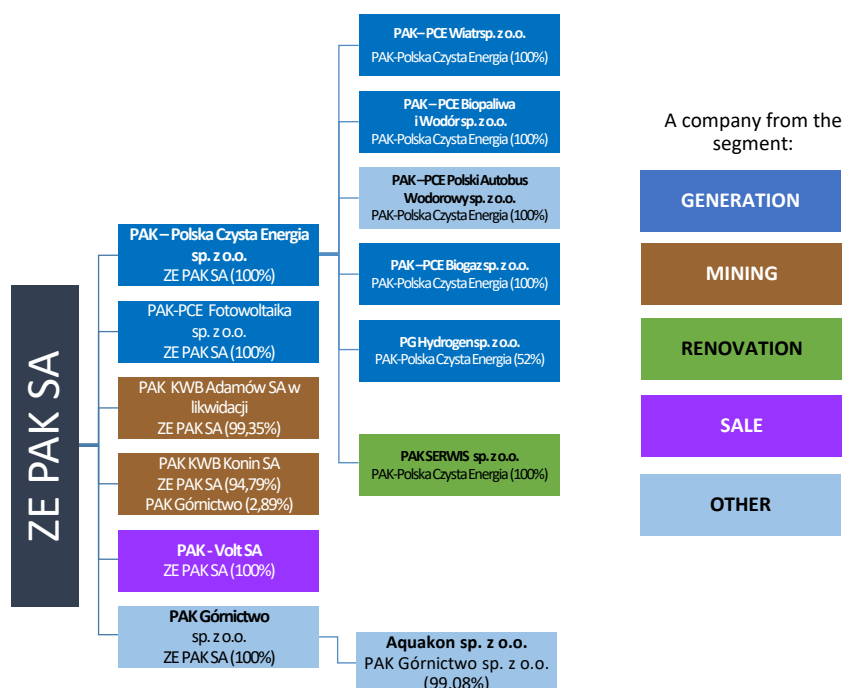 ZE PAK SA
PAK – Polska Czysta Energia
sp. z o.o.
ZE PAK SA (100%)
PAK-PCE Fotowoltaika
sp. z o.o.
ZE PAK SA (100%)
PAK KWB Adamów SA w
likwidacji
ZE PAK SA (99,35%)
PAK KWB Konin SA
ZE PAK SA (94,79%)
PAK Górnictwo (2,89%)
PAK - Volt SA
ZE PAK SA (100%)
PAK Górnictwo
sp. z o.o.
ZE PAK SA (100%)
PAK – PCE Wiatr sp. z o.o.
PAK-Polska Czysta Energia (100%)
PAK – PCE Biopaliwa
i Wodór sp. z o.o.
PAK-Polska Czysta Energia (100%)
PAK –PCE Polski Autobus
Wodorowy sp. z o.o.
PAK-Polska Czysta Energia (100%)
PAK –PCE Biogaz sp. z o.o.
PAK-Polska Czysta Energia (100%)
PG Hydrogen sp. z o.o.
PAK-Polska Czysta Energia (52%)
PAK SERWIS sp. z o.o.
PAK-Polska Czysta Energia (100%)
Aquakon sp. z o.o.
PAK Górnictwo sp. z o.o.
(99,08%)
A company from the
segment:
GENERATION
MINING
RENOVATION
SALE
OTHER